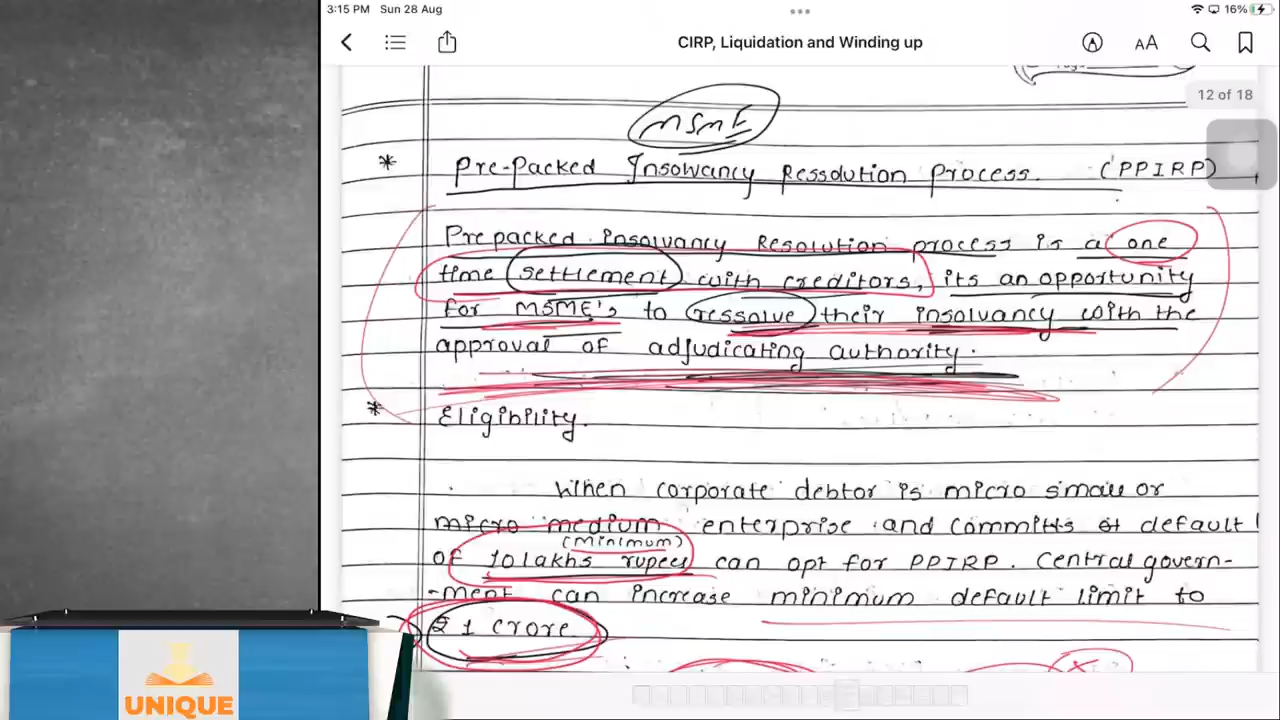 3:15 PM Sun 28 Aug
16%
CIRP, Liquidation and Winding up
AA
12 of 18
MSME
* Pre-Packed Insolvancy Ressolution Process. (PPIRP)
Prepacked insolvancy Resolution process is a one
time settlement with creditors, its an opportunity
for MSME's to ressolve their insolvancy with the
approval of adjudicating authority.
* Eligibility.
When corporate debtor is micro small or
micro medium enterprise and committs a default
(Minimum)
of 10 lakhs rupees can opt for PPIRP. Central govern-
-ment can increase minimum default limit to
₹ 1 crore.
UNIQUE